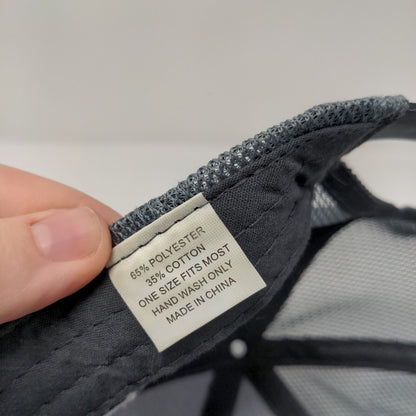 65% POLYESTER
35% COTTON
ONE SIZE FITS MOST
HAND WASH ONLY
MADE IN CHINA